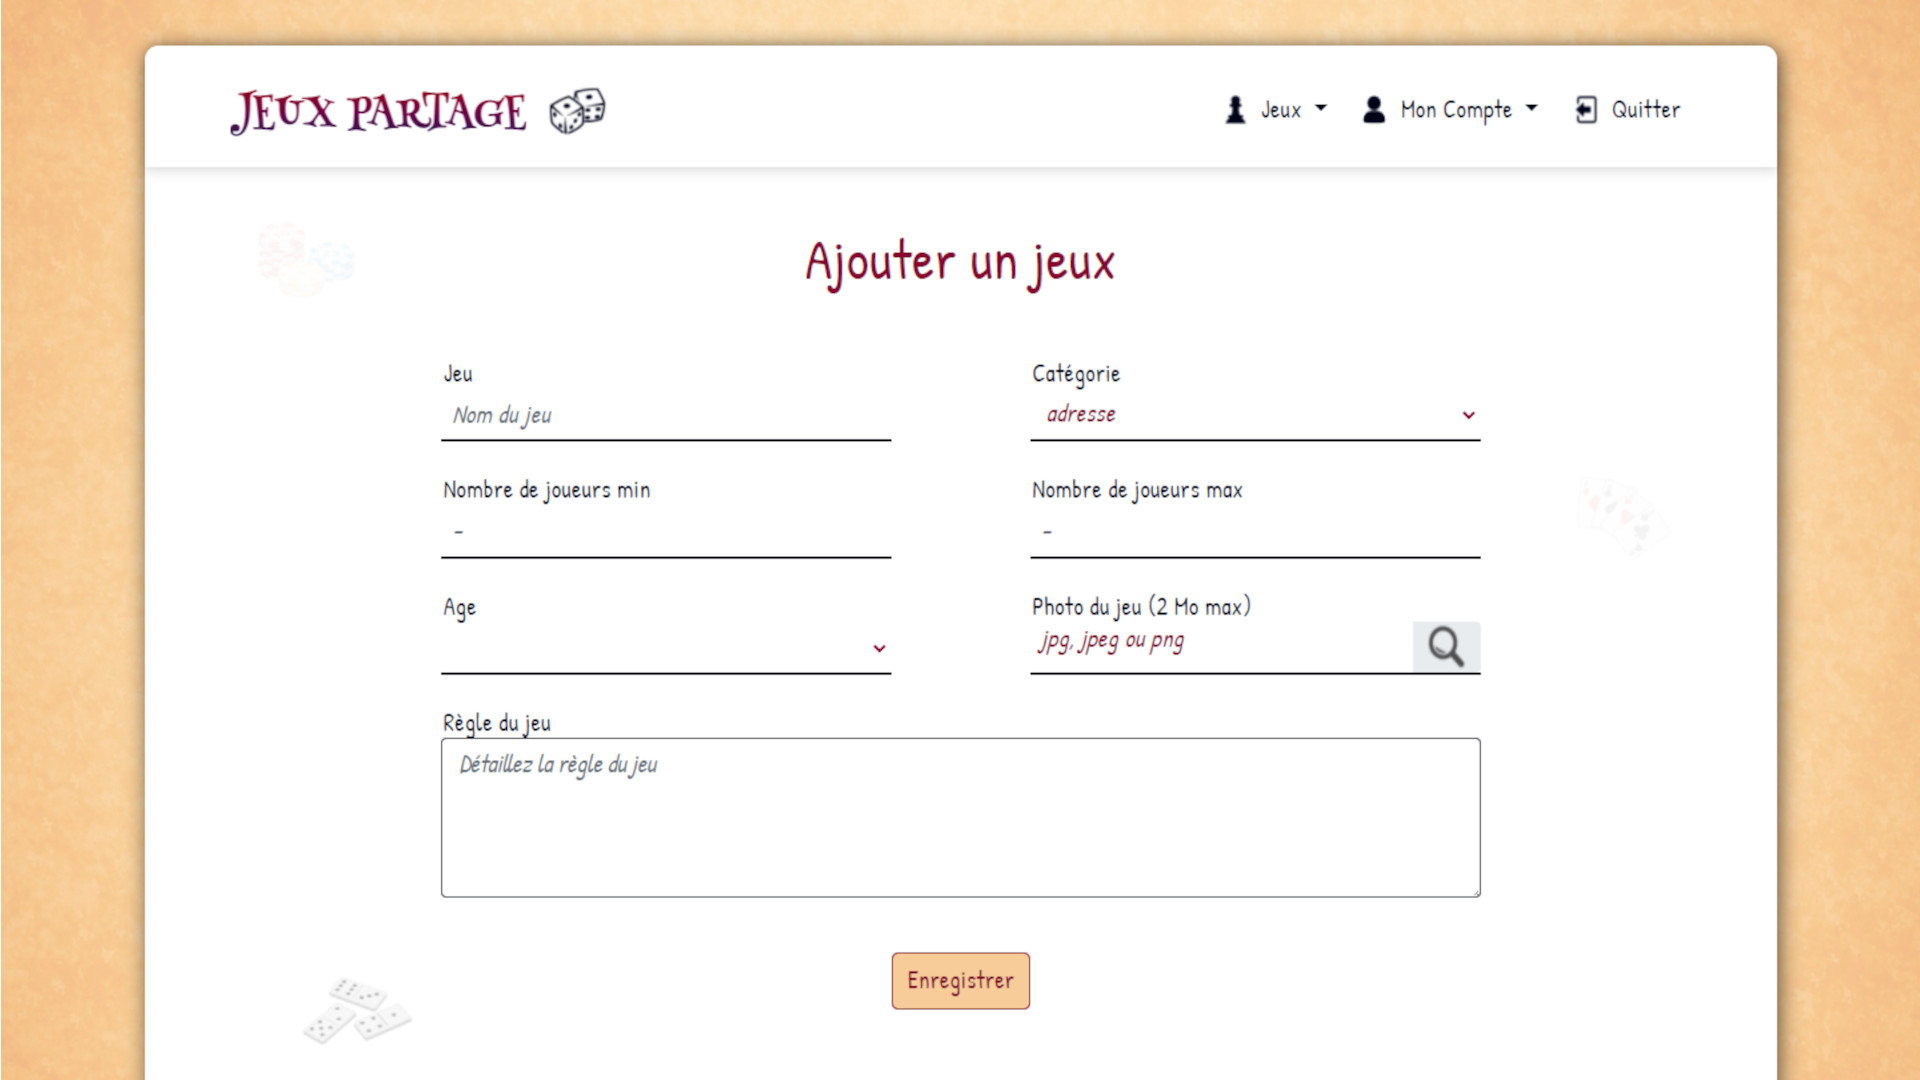 JEUX PARTAGE
Jeux
Mon Compte
Quitter
Ajouter un jeux
Jeu
Nom du jeu
Catégorie
adresse
Nombre de joueurs min
-
Nombre de joueurs max
-
Age
Photo du jeu (2 Mo max)
jpg, jpeg ou png
Règle du jeu
Détaillez la règle du jeu
Enregistrer